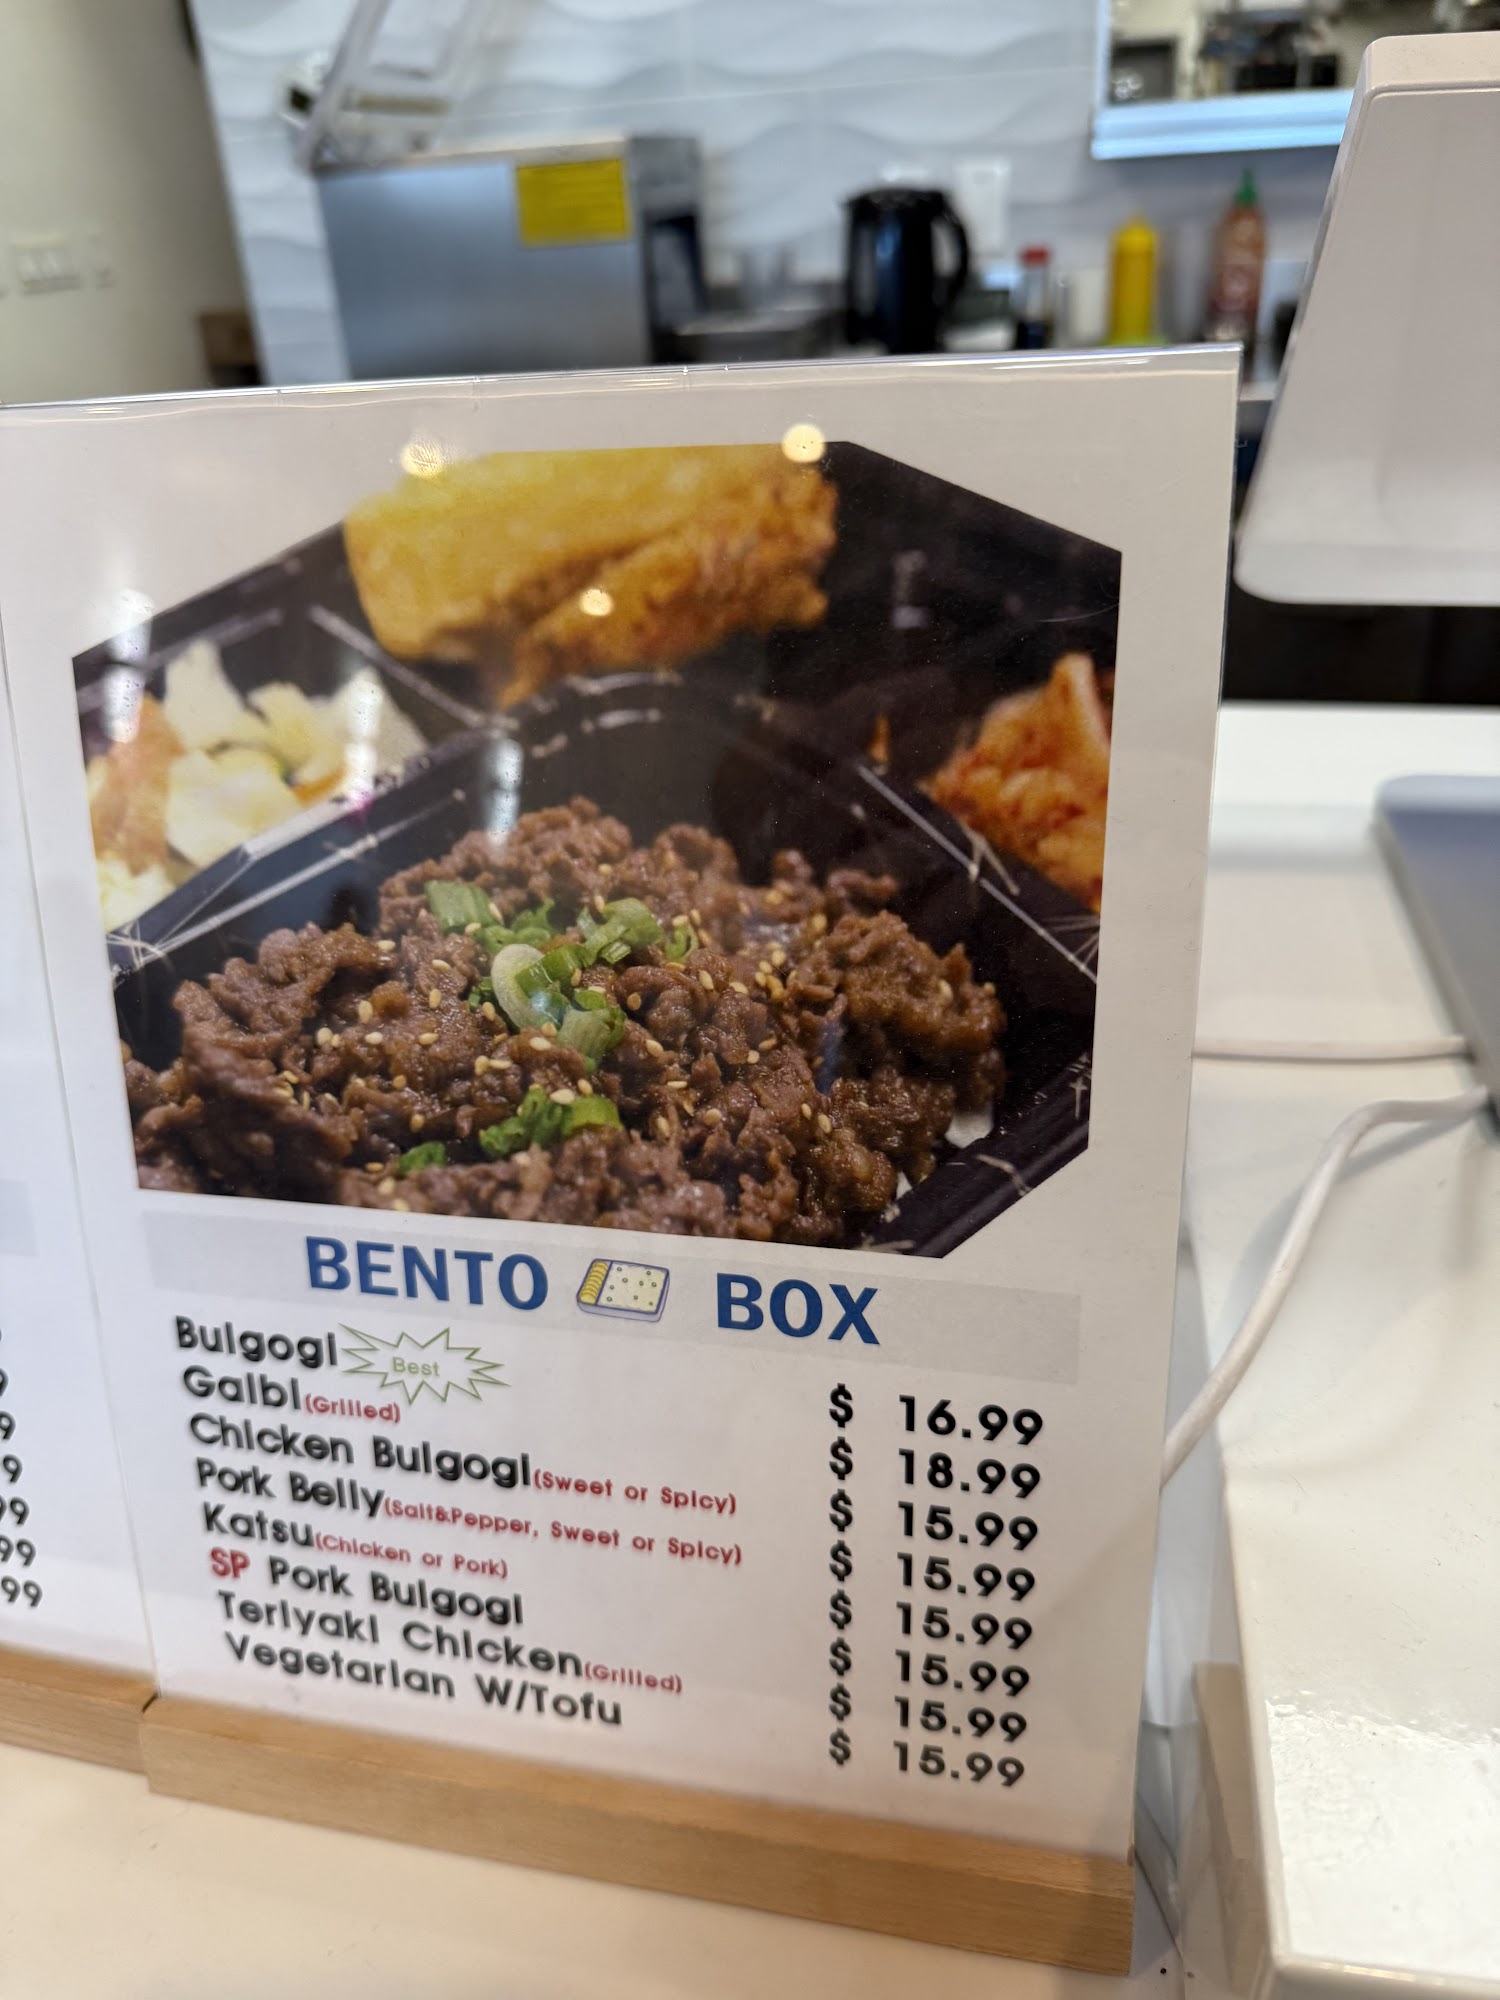 BENTO BOX
Bulgogi Best $ 16.99
Galbi(Grilled) $ 18.99
Chicken Bulgogi(Sweet or Spicy) $ 15.99
Pork Belly(Salt&Pepper, Sweet or Spicy) $ 15.99
Katsu(Chicken or Pork) $ 15.99
SP Pork Bulgogi $ 15.99
Teriyaki Chicken(Grilled) $ 15.99
Vegetarian W/Tofu $ 15.99